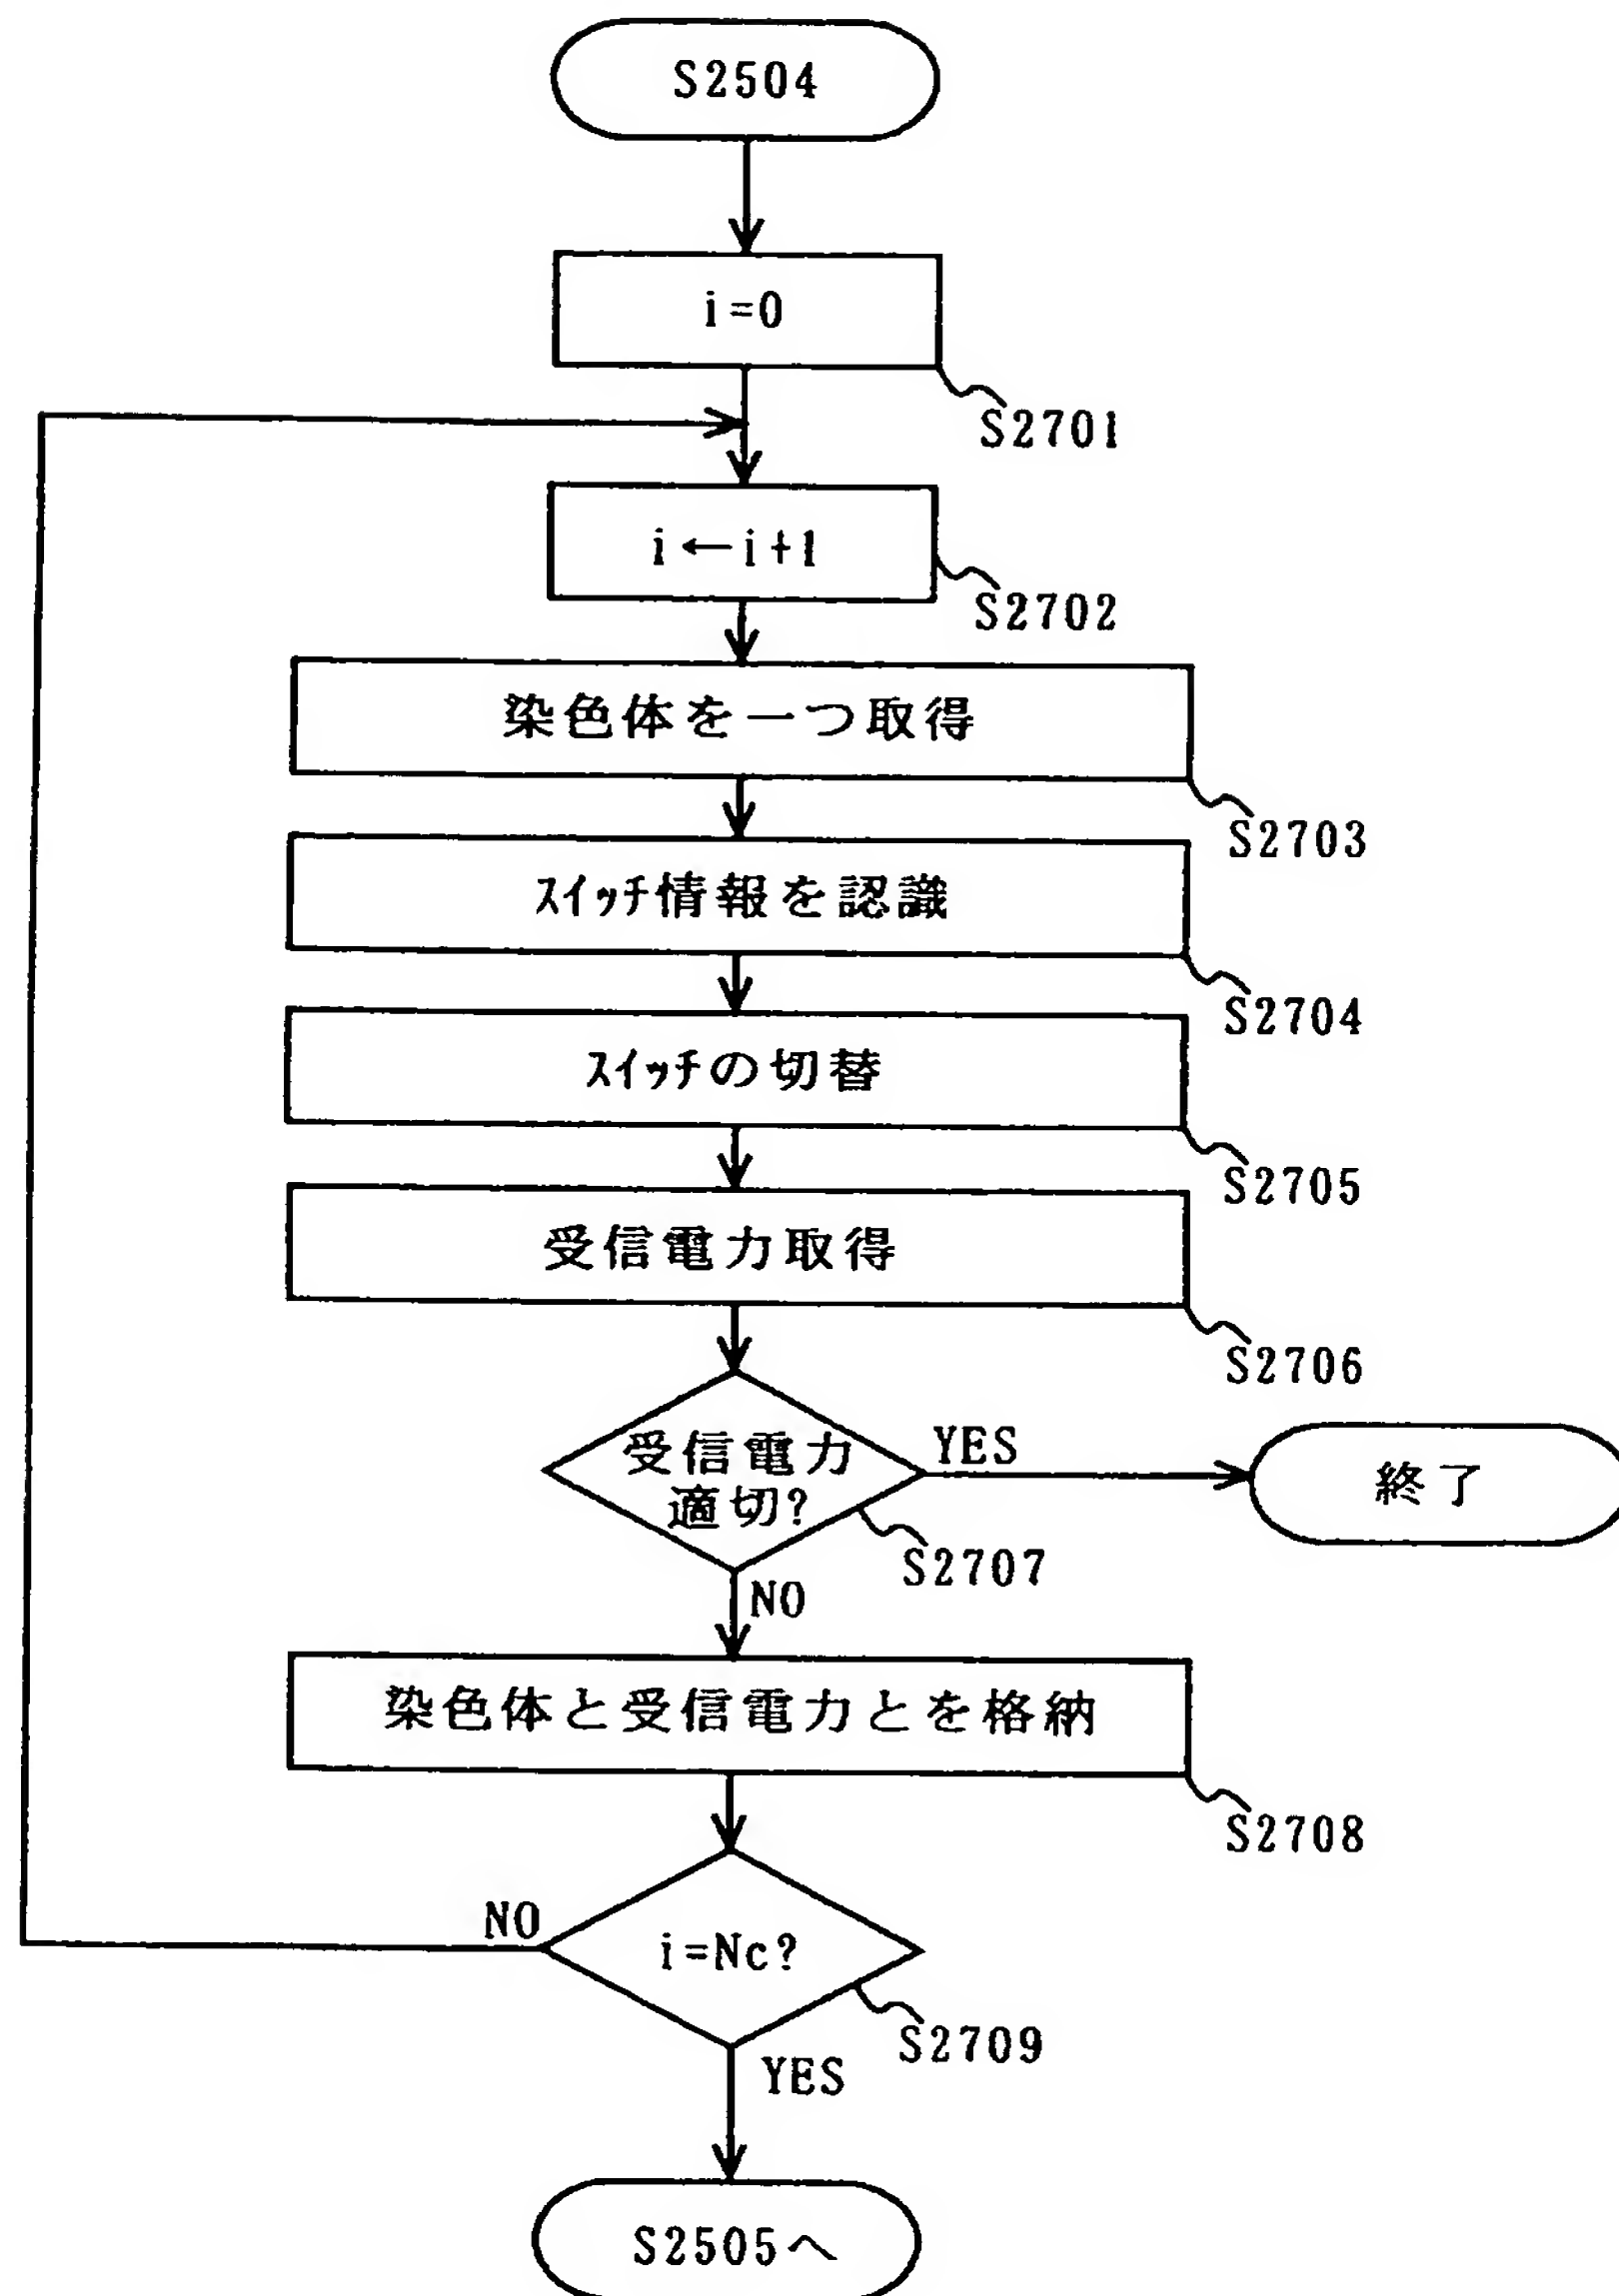 S2504
i=0
S2701
i←i+1
S2702
染色体を一つ取得
S2703
スイッチ情報を認識
S2704
スイッチの切替
S2705
受信電力取得
S2706
受信電力
適切?
YES
終了
S2707
NO
染色体と受信電力とを格納
S2708
NO
i=Nc?
S2709
YES
S2505へ